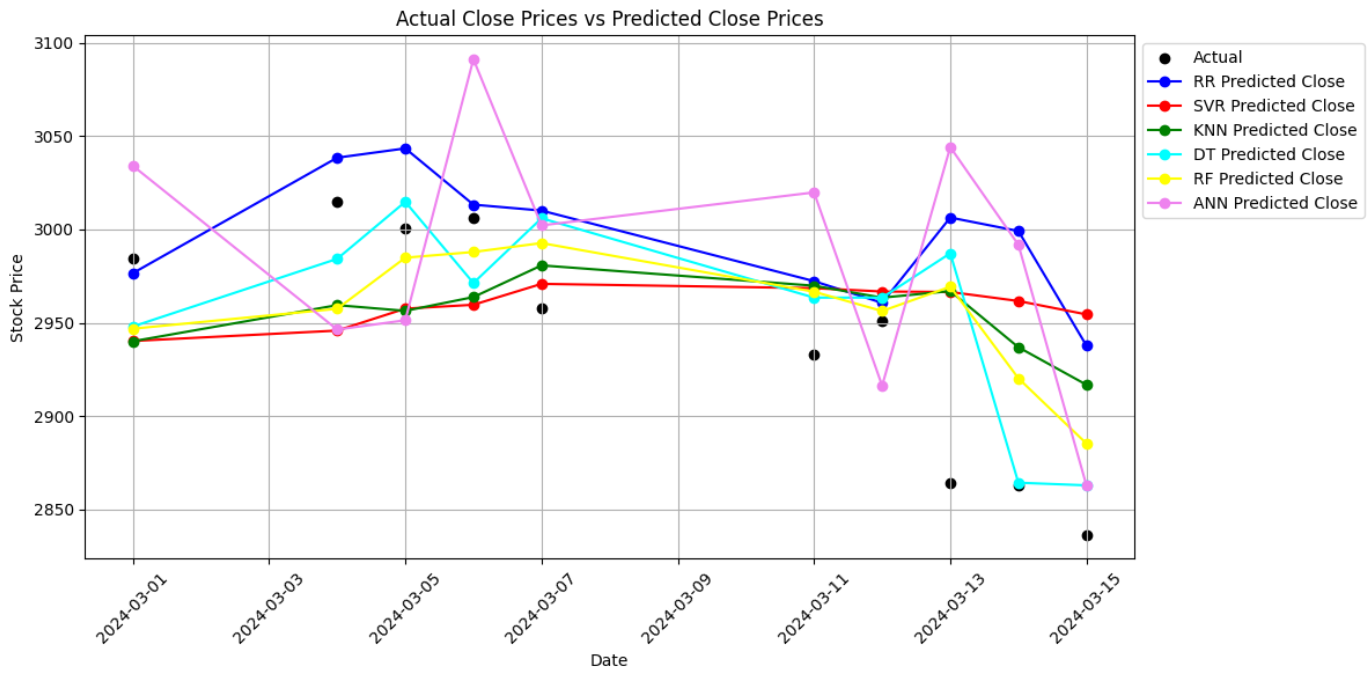 Actual Close Prices vs Predicted Close Prices
3100
3050
3000
2950
2900
2850
Stock Price
2024-03-01
2024-03-03
2024-03-05
2024-03-07
2024-03-09
2024-03-11
2024-03-13
2024-03-15
Date
Actual
RR Predicted Close
SVR Predicted Close
KNN Predicted Close
DT Predicted Close
RF Predicted Close
ANN Predicted Close